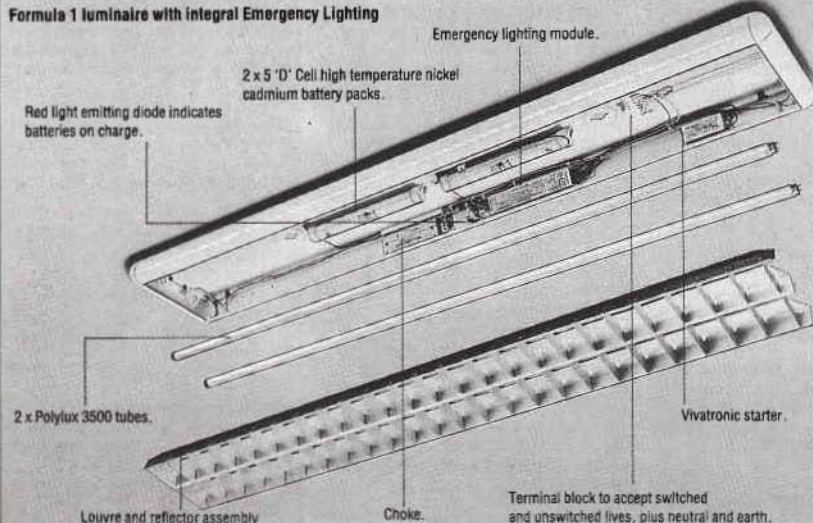 Formula 1 luminaire with integral Emergency Lighting
Emergency lighting module.
2 x 5 'D' Cell high temperature nickel
cadmium battery packs.
Red light emitting diode indicates
batteries on charge.
2 x Polylux 3500 tubes.
Vivatronic starter.
Louvre and reflector assembly
Choke.
Terminal block to accept switched
and unswitched lives, plus neutral and earth.